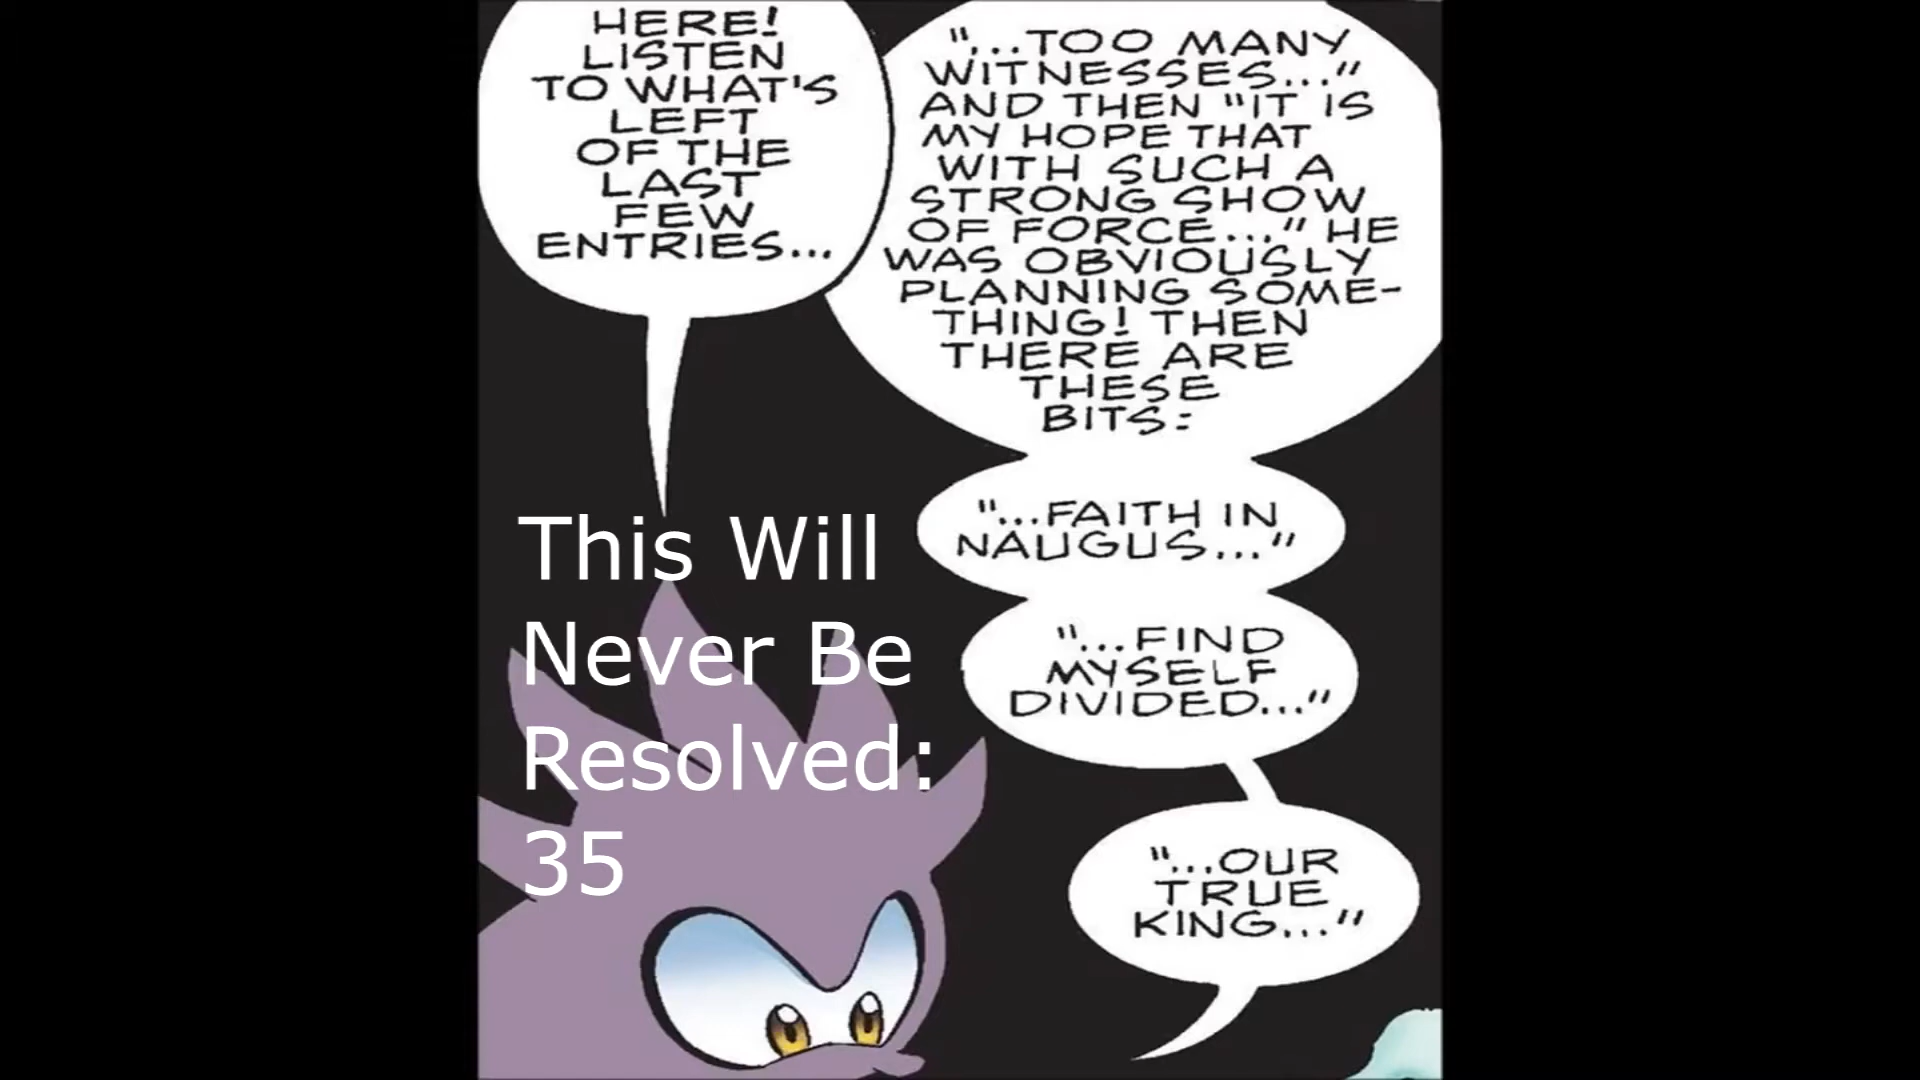 HERE!
LISTEN
TO WHAT'S
LEFT
OF THE
LAST
FEW
ENTRIES...
"...TOO MANY
WITNESSES..."
AND THEN "IT IS
MY HOPE THAT
WITH SUCH A
STRONG SHOW
OF FORCE..." HE
WAS OBVIOUSLY
PLANNING SOME-
THING! THEN
THERE ARE
THESE
BITS:
"...FAITH IN
NAUGUS..."
"...FIND
MYSELF
DIVIDED..."
"...OUR
TRUE
KING..."
This Will
Never Be
Resolved:
35